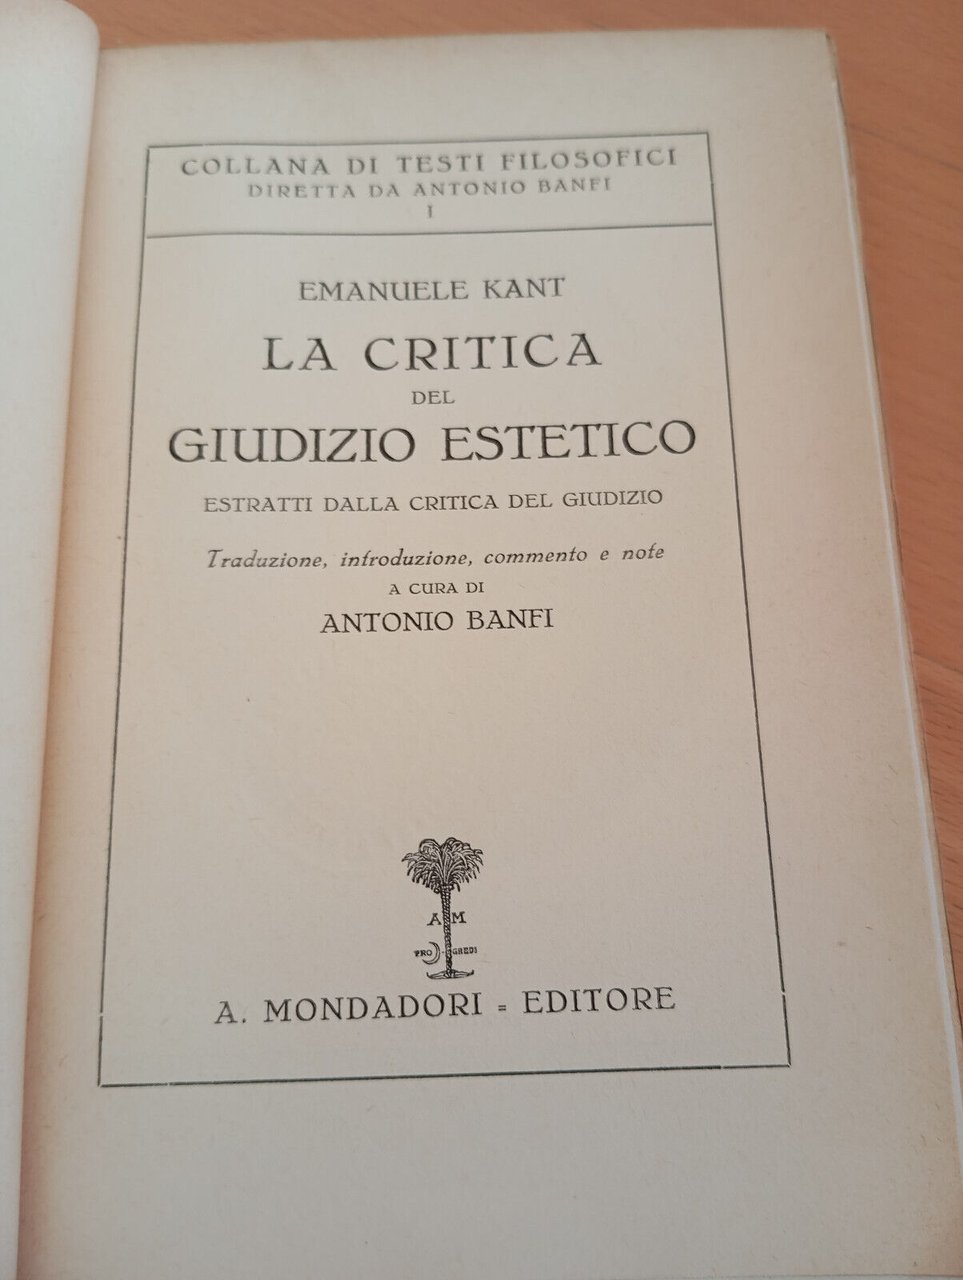 COLLANA DI TESTI FILOSOFICI
DIRETTA DA ANTONIO BANFI
I
EMANUELE KANT
LA CRITICA
DEL
GIUDIZIO ESTETICO
ESTRATTI DALLA CRITICA DEL GIUDIZIO
Traduzione, introduzione, commento e note
A CURA DI
ANTONIO BANFI
A M
PRO GREDI
A. MONDADORI = EDITORE